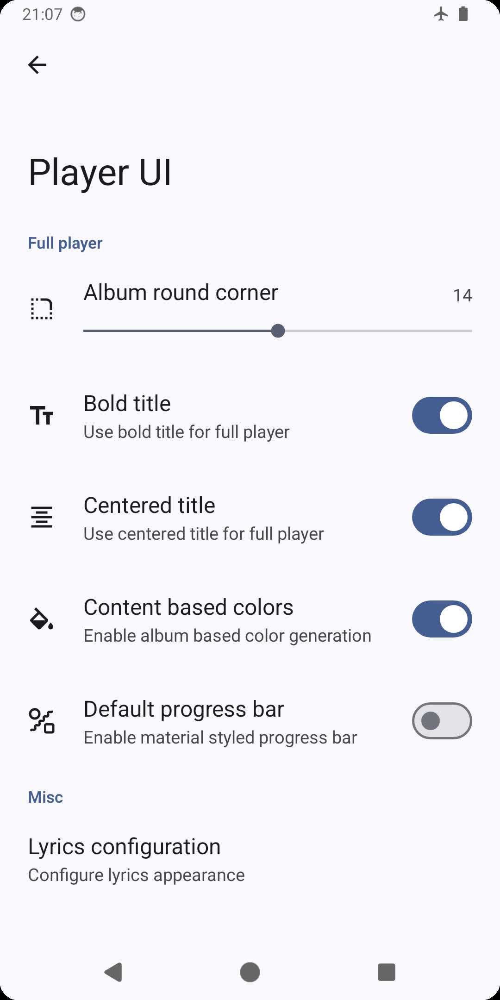 21:07
Player UI
Full player
Album round corner
14
Bold title
Use bold title for full player
Centered title
Use centered title for full player
Content based colors
Enable album based color generation
Default progress bar
Enable material styled progress bar
Misc
Lyrics configuration
Configure lyrics appearance